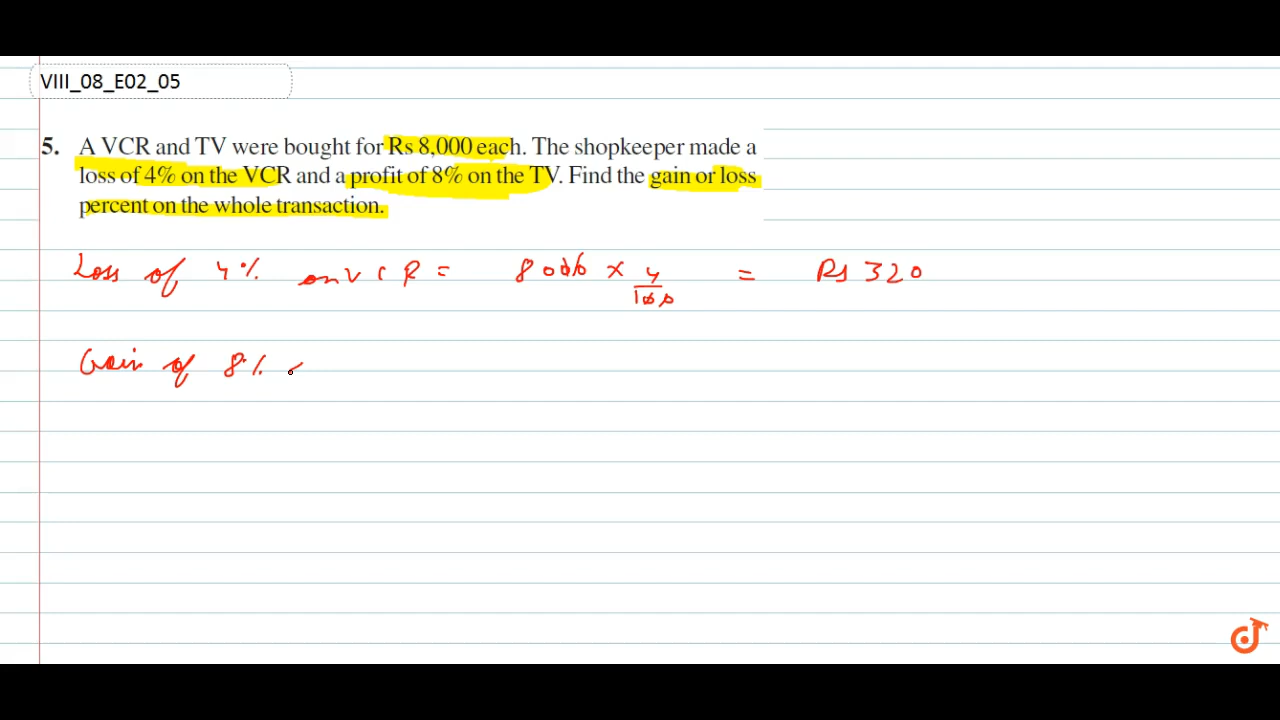 VIII_08_E02_05
5. A VCR and TV were bought for Rs 8,000 each. The shopkeeper made a
loss of 4% on the VCR and a profit of 8% on the TV. Find the gain or loss
percent on the whole transaction.
Loss of 4% on VCR = 8000 × 4/100 = Rs 320
Gain of 8%